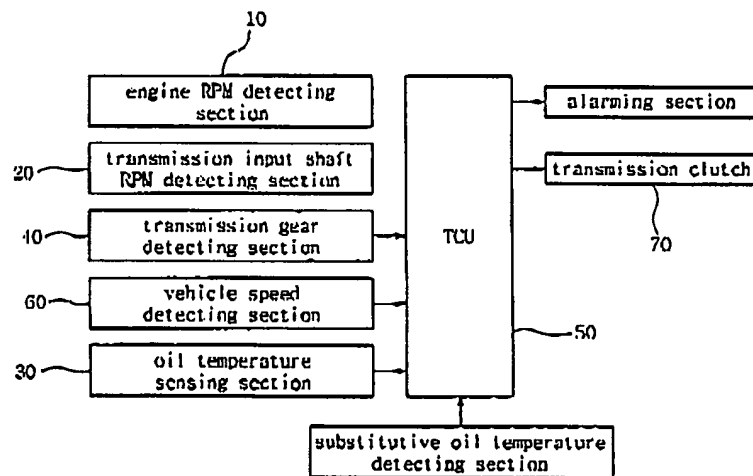 10
engine RPM detecting
section
20
transmission input shaft
RPM detecting section
40
transmission gear
detecting section
60
vehicle speed
detecting section
30
oil temperature
sensing section
TCU
50
alarming section
transmission clutch
70
substitutive oil temperature
detecting section